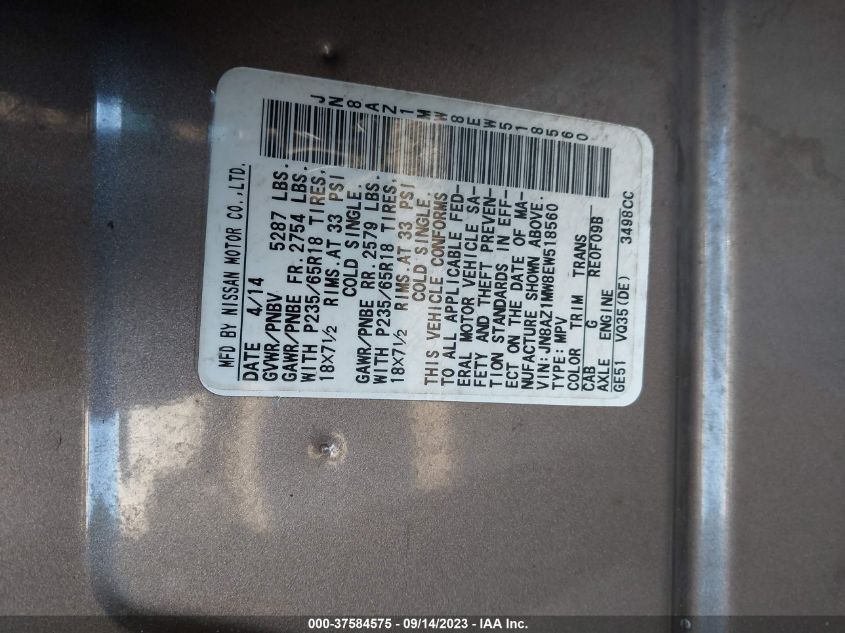 JN8AZ1MW8EW518560
MFD BY NISSAN MOTOR CO.,LTD.
DATE 4/14
GVWR/PNBV 5287 LBS.
GAWR/PNBE FR. 2754 LBS.
WITH P235/65R18 TIRES,
18X7½ RIMS.AT 33 PSI
COLD SINGLE.
GAWR/PNBE RR. 2579 LBS.
WITH P235/65R18 TIRES,
18X7½ RIMS AT 33 PSI
COLD SINGLE.
THIS VEHICLE CONFORMS
TO ALL APPLICABLE FED-
ERAL MOTOR VEHICLE SA-
FETY AND THEFT PREVEN-
TION STANDARDS IN EFF-
ECT ON THE DATE OF MA-
NUFACTURE SHOWN ABOVE.
VIN:JN8AZ1MW8EW518560
TYPE:MPV
COLOR TRIM TRANS
CAB G RE0F09B
AXLE ENGINE
GE51 VQ35(DE) 3498CC
000-37584575 - 09/14/2023 - IAA Inc.